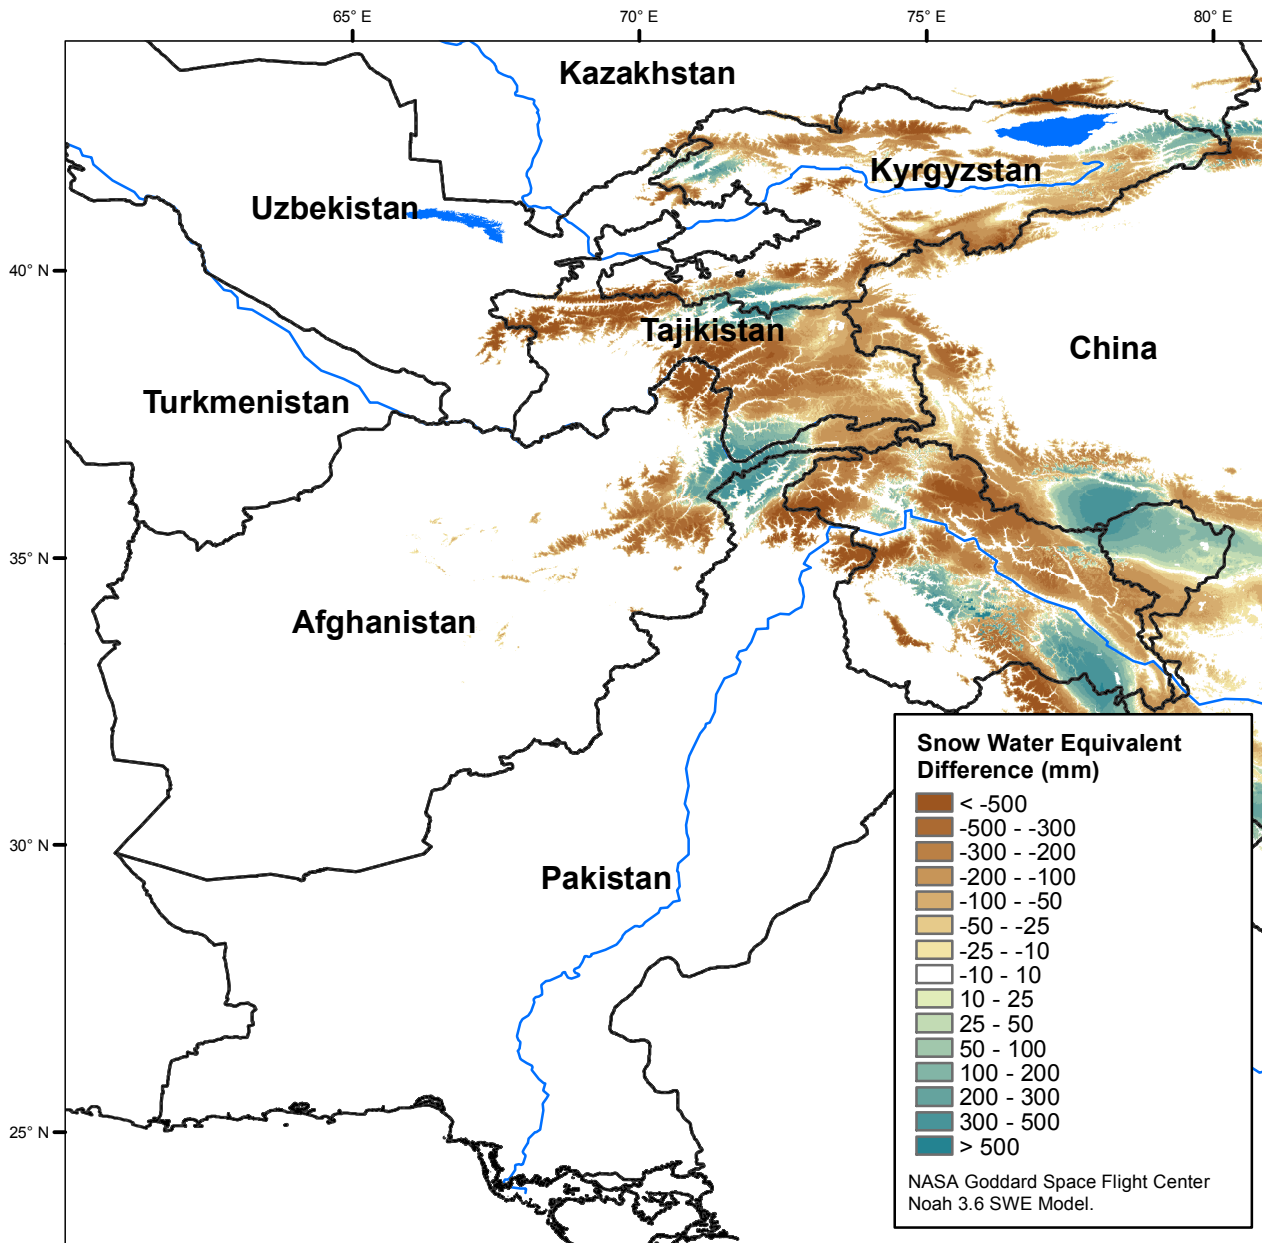 65° E
70° E
75° E
80° E
Kazakhstan
Kyrgyzstan
Uzbekistan
40° N
Tajikistan
China
Turkmenistan
35° N
Afghanistan
30° N
Pakistan
25° N
Snow Water Equivalent
Difference (mm)
< -500
-500 - -300
-300 - -200
-200 - -100
-100 - -50
-50 - -25
-25 - -10
-10 - 10
10 - 25
25 - 50
50 - 100
100 - 200
200 - 300
300 - 500
> 500
NASA Goddard Space Flight Center
Noah 3.6 SWE Model.